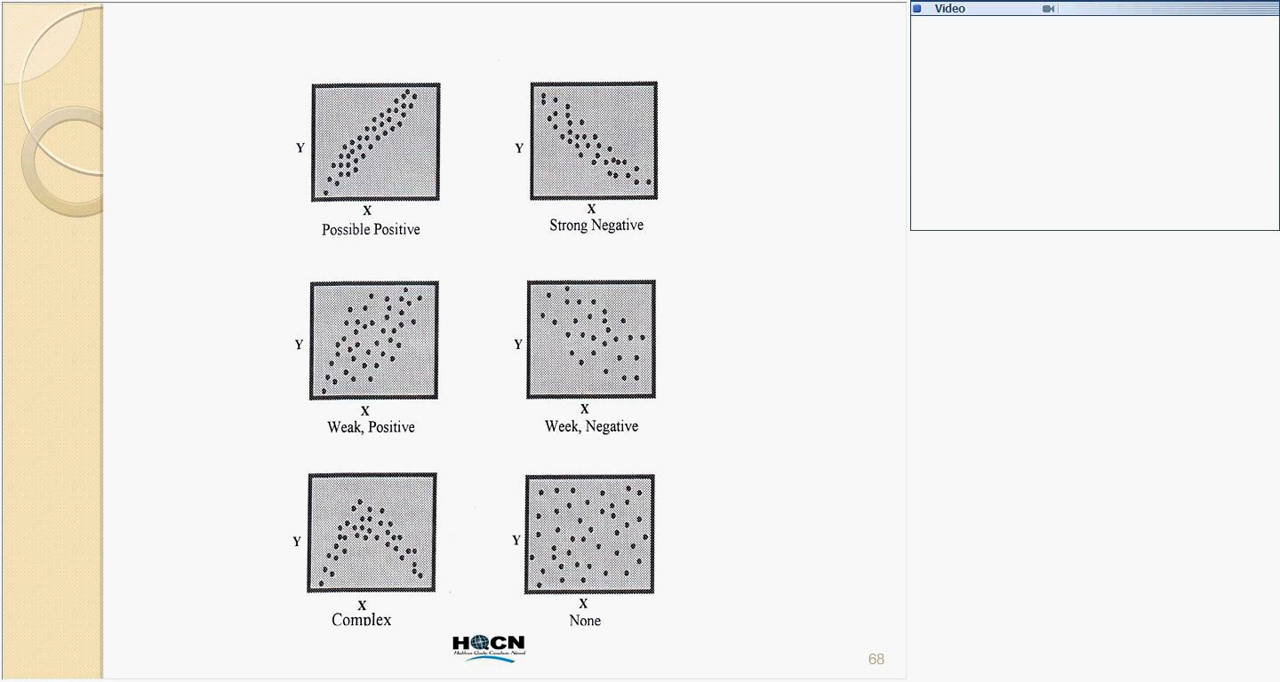 Video
Y
Y
X
X
Possible Positive
Strong Negative
Y
Y
X
X
Weak, Positive
Week, Negative
Y
Y
X
X
Complex
None
HQCN
68